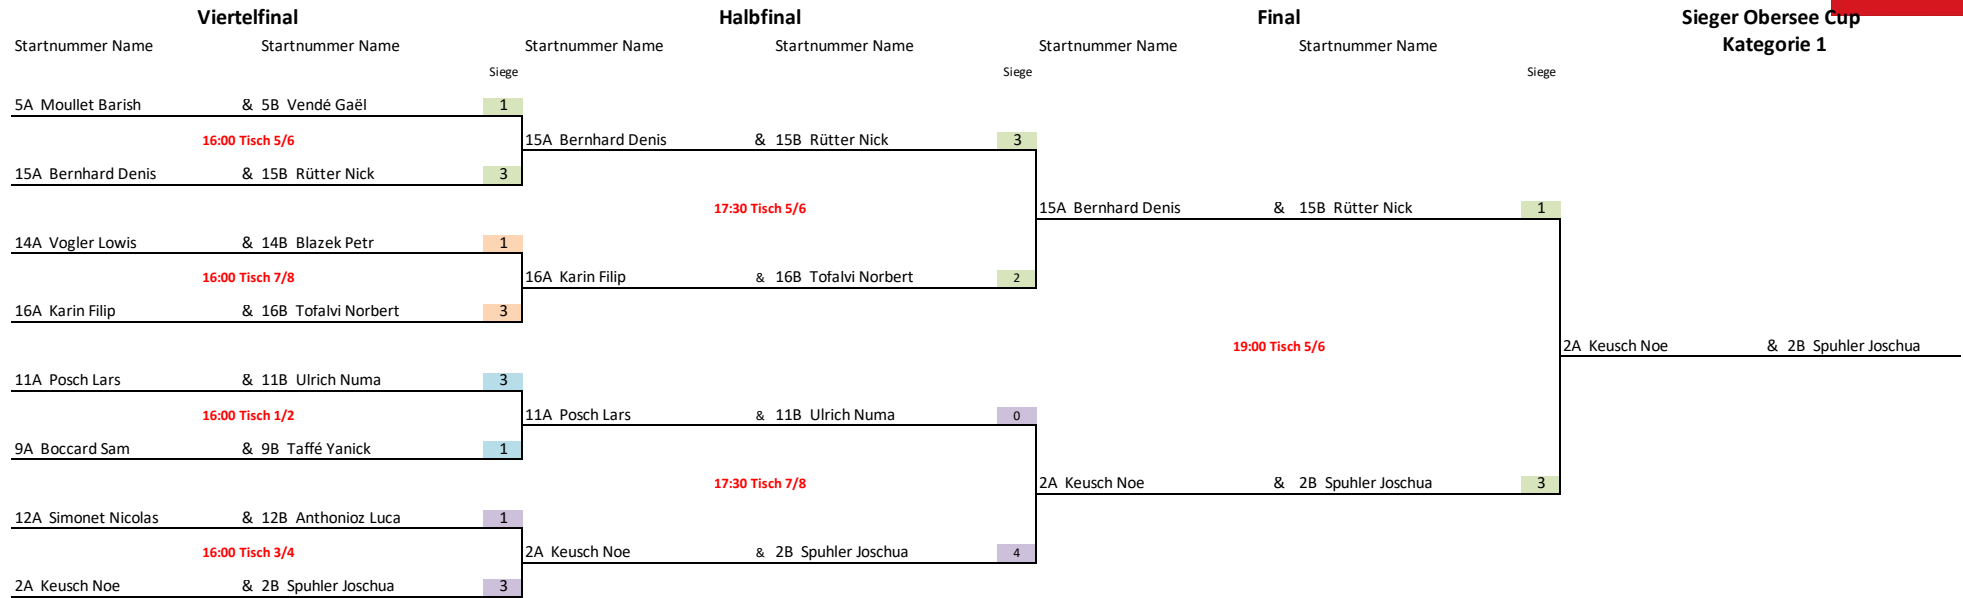 Viertelfinal Halbfinal Final Sieger Obersee Cup
Startnummer Name Startnummer Name Startnummer Name Startnummer Name Startnummer Name Startnummer Name Kategorie 1
Siege Siege Siege
5A Moullet Barish & 5B Vendé Gaël 1
16:00 Tisch 5/6 15A Bernhard Denis & 15B Rütter Nick 3
15A Bernhard Denis & 15B Rütter Nick 3
17:30 Tisch 5/6 15A Bernhard Denis & 15B Rütter Nick 1
14A Vogler Lowis & 14B Blazek Petr 1
16:00 Tisch 7/8 16A Karin Filip & 16B Tofalvi Norbert 2
16A Karin Filip & 16B Tofalvi Norbert 3
19:00 Tisch 5/6 2A Keusch Noe & 2B Spuhler Joschua
11A Posch Lars & 11B Ulrich Numa 3
16:00 Tisch 1/2 11A Posch Lars & 11B Ulrich Numa 0
9A Boccard Sam & 9B Taffé Yanick 1
17:30 Tisch 7/8 2A Keusch Noe & 2B Spuhler Joschua 3
12A Simonet Nicolas & 12B Anthonioz Luca 1
16:00 Tisch 3/4 2A Keusch Noe & 2B Spuhler Joschua 4
2A Keusch Noe & 2B Spuhler Joschua 3